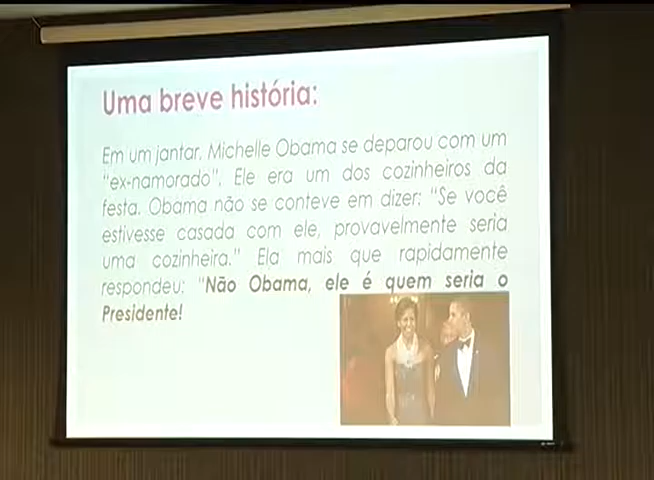 Uma breve história:
Em um jantar, Michelle Obama se deparou com um
“ex-namorado”. Ele era um dos cozinheiros da
festa. Obama não se conteve em dizer: “Se você
estivesse casada com ele, provavelmente seria
uma cozinheira.” Ela mais que rapidamente
respondeu: “Não Obama, ele é quem seria o
Presidente!